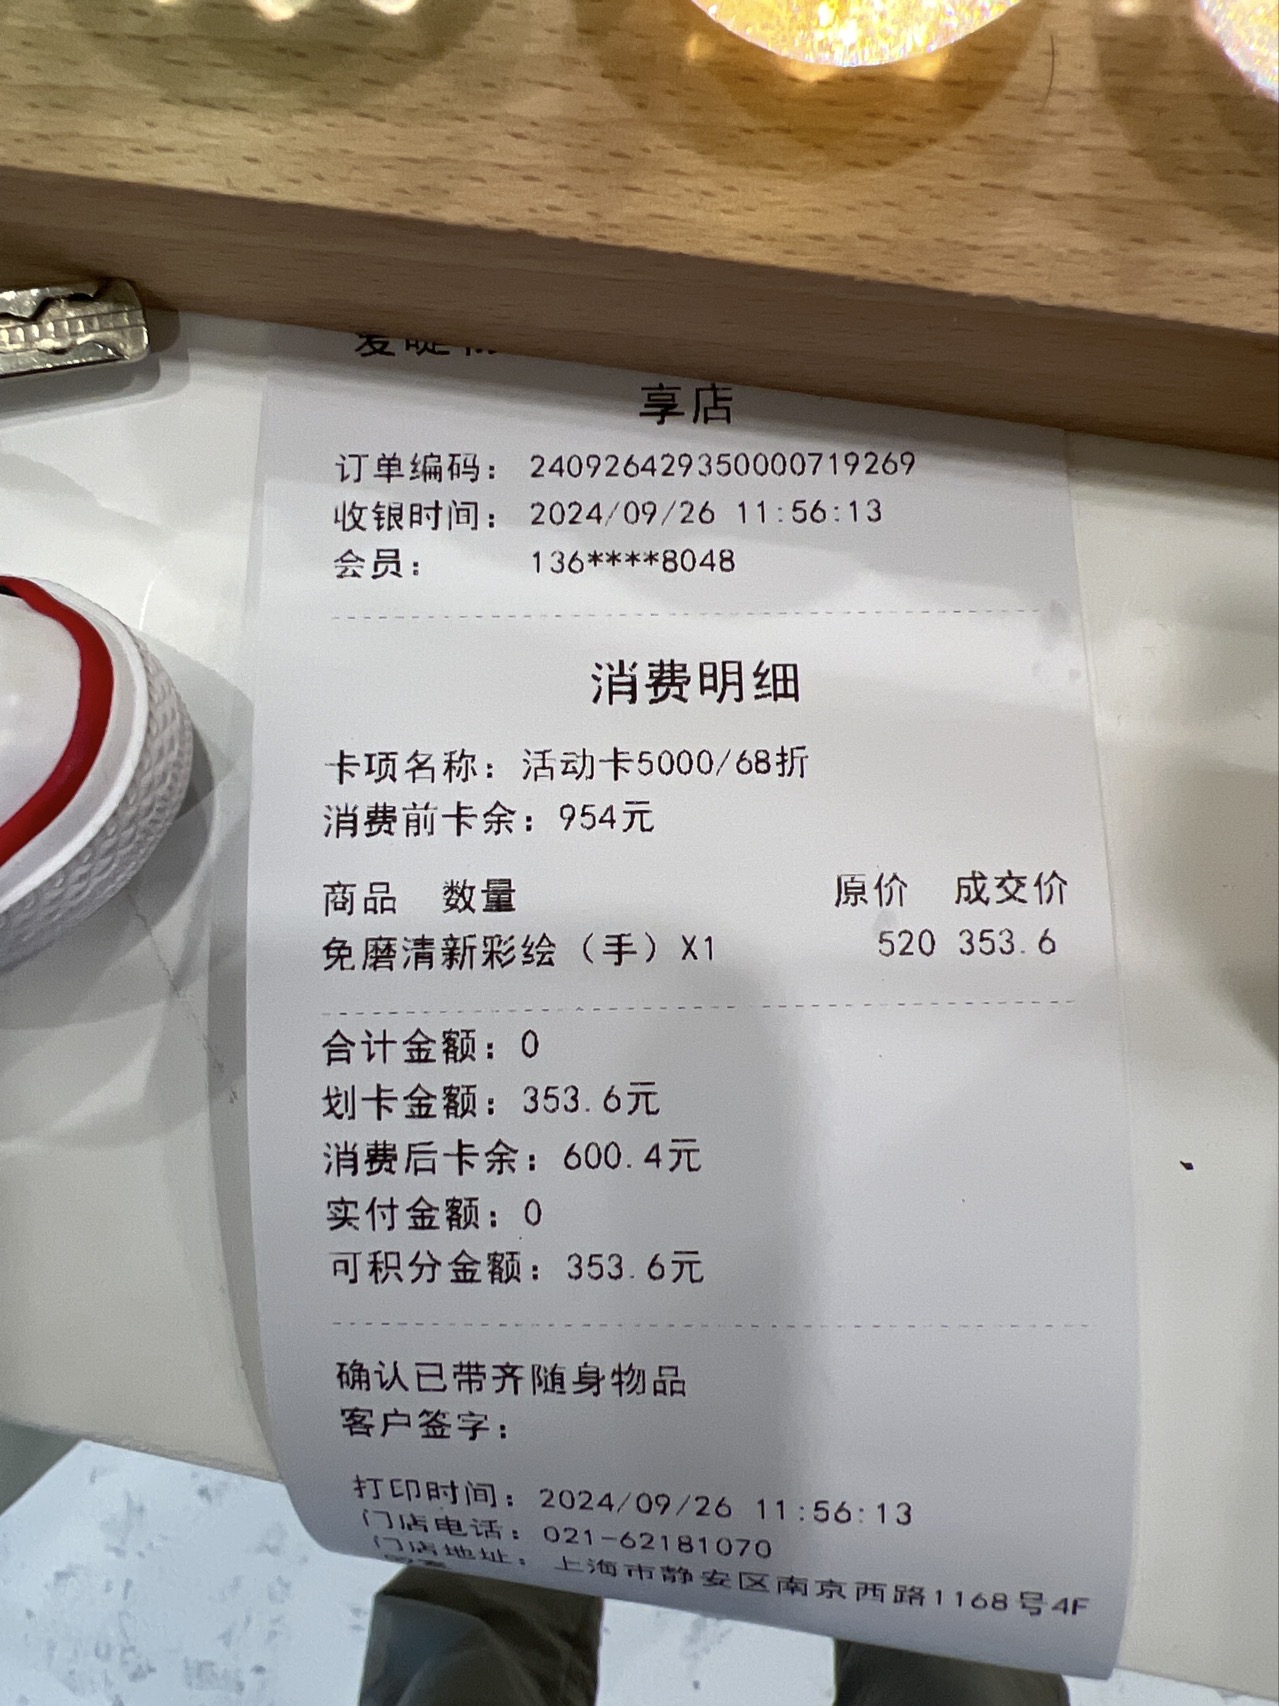 享店
订单编码： 240926429350000719269
收银时间： 2024/09/26 11:56:13
会员： 136****8048
消费明细
卡项名称：活动卡5000/68折
消费前卡余：954元
商品 数量 原价 成交价
免磨清新彩绘（手）X1 520 353.6
合计金额：0
划卡金额：353.6元
消费后卡余：600.4元
实付金额：0
可积分金额：353.6元
确认已带齐随身物品
客户签字：
打印时间：2024/09/26 11:56:13
门店电话：021-62181070
门店地址：上海市静安区南京西路1168号4F